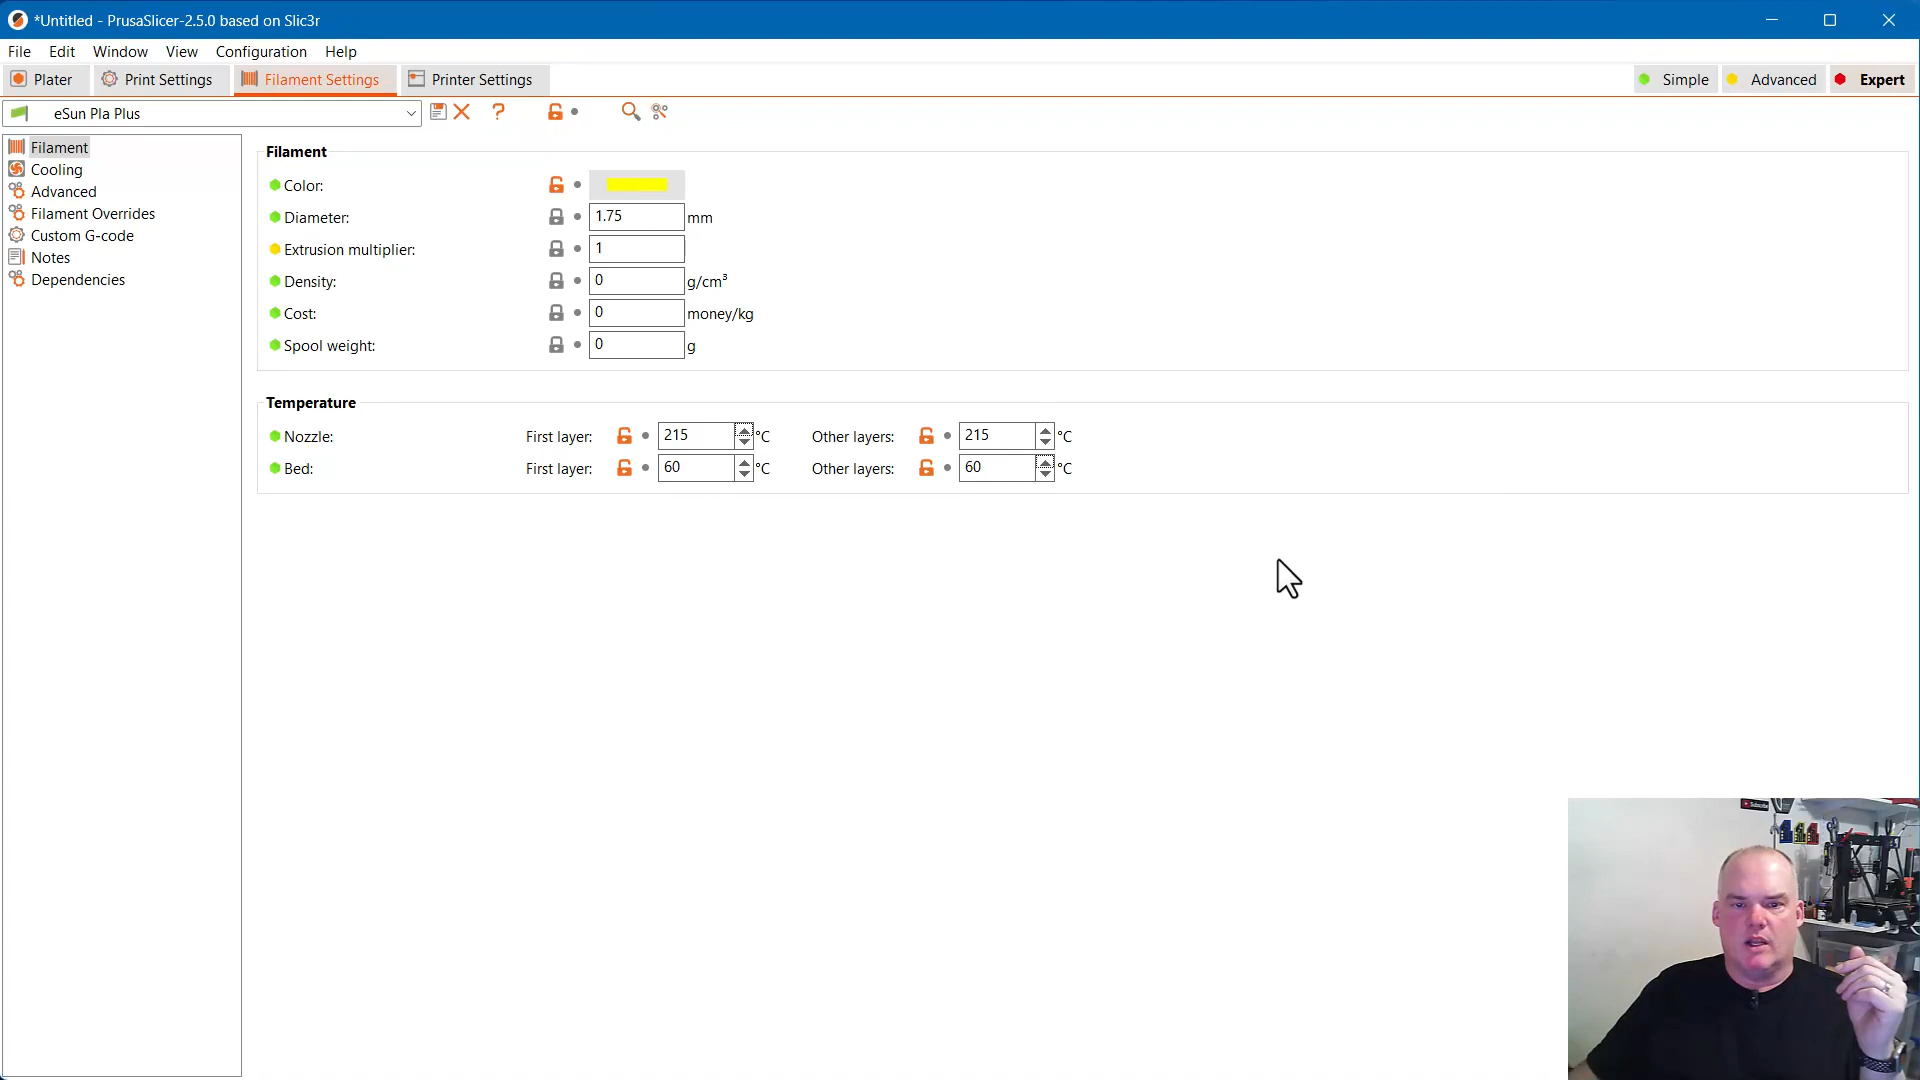 *Untitled - PrusaSlicer-2.5.0 based on Slic3r
File Edit Window View Configuration Help
Plater Print Settings Filament Settings Printer Settings Simple Advanced Expert
eSun Pla Plus ?
Filament
Cooling
Advanced
Filament Overrides
Custom G-code
Notes
Dependencies
Filament
Color:
Diameter: 1.75 mm
Extrusion multiplier: 1
Density: 0 g/cm³
Cost: 0 money/kg
Spool weight: 0 g
Temperature
Nozzle: First layer: 215 °C Other layers: 215 °C
Bed: First layer: 60 °C Other layers: 60 °C
Subscribe